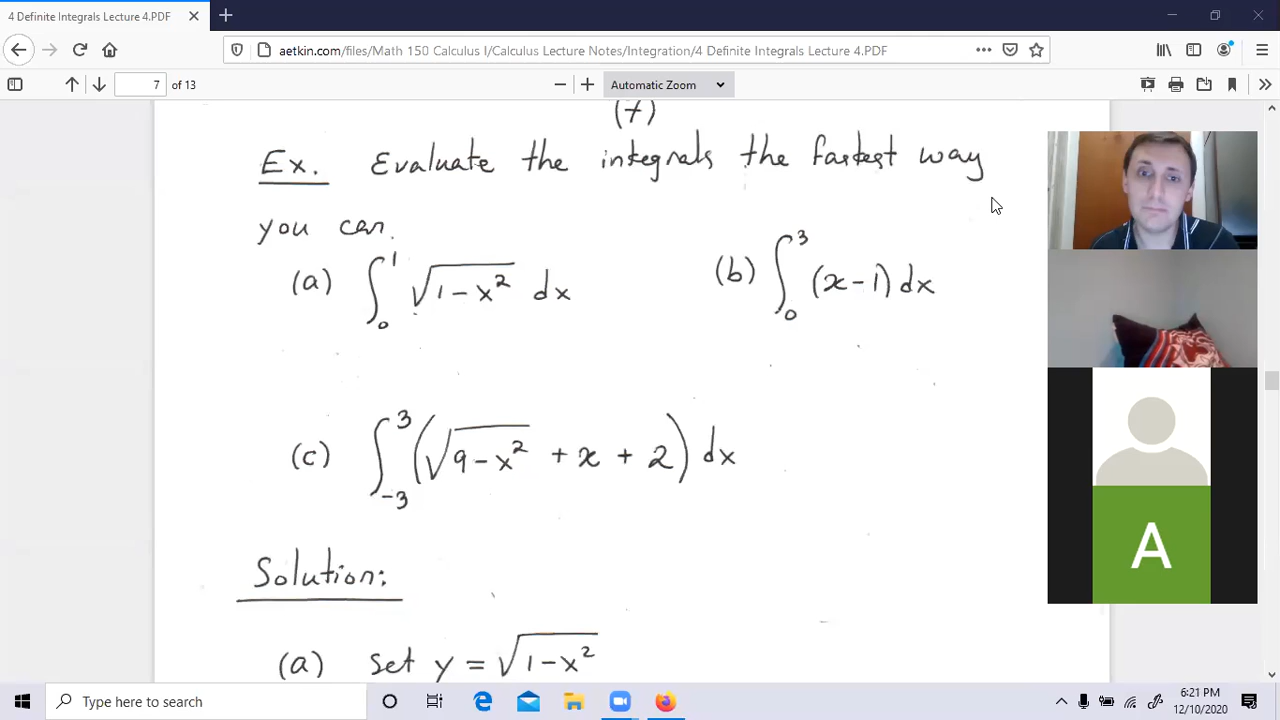 4 Definite Integrals Lecture 4.PDF
aetkin.com/files/Math 150 Calculus I/Calculus Lecture Notes/Integration/4 Definite Integrals Lecture 4.PDF
7 of 13
Automatic Zoom
(7)
Ex. Evaluate the integrals the fastest way
you can.
(a) ∫₀¹ √(1-x²) dx (b) ∫₀³ (x-1) dx
(c) ∫₋₃³ (√(9-x²) + x + 2) dx
Solution:
(a) set y = √(1-x²)
A
Type here to search
6:21 PM
12/10/2020